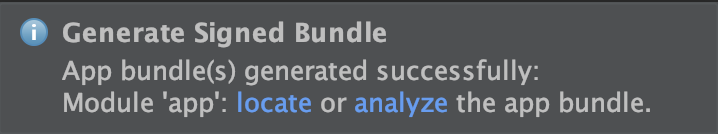 Generate Signed Bundle
App bundle(s) generated successfully:
Module 'app': locate or analyze the app bundle.